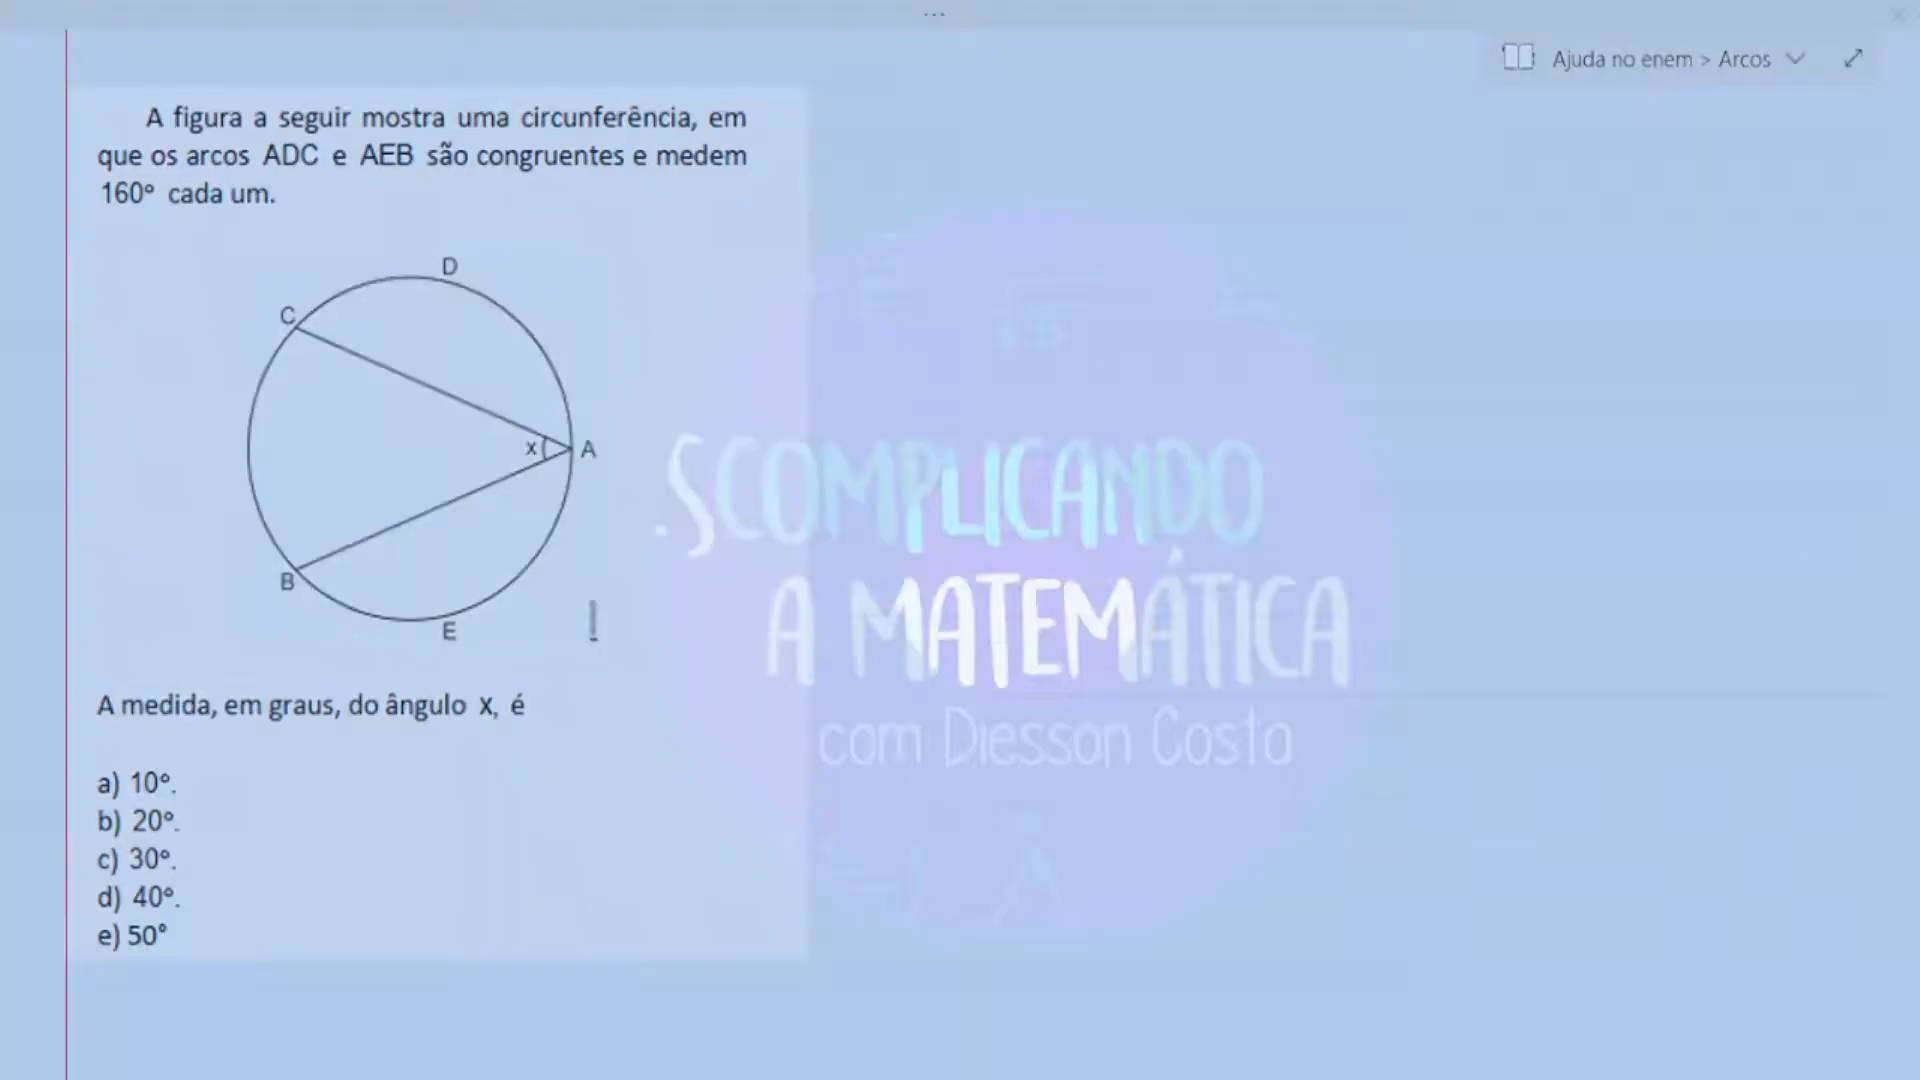 ...
Ajuda no enem > Arcos
A figura a seguir mostra uma circunferência, em
que os arcos ADC e AEB são congruentes e medem
160° cada um.
D
C
x
A
B
E
A medida, em graus, do ângulo x, é
a) 10°.
b) 20°.
c) 30°.
d) 40°.
e) 50°
SCOMPLICANDO
A MATEMÁTICA
com Diesson Costa